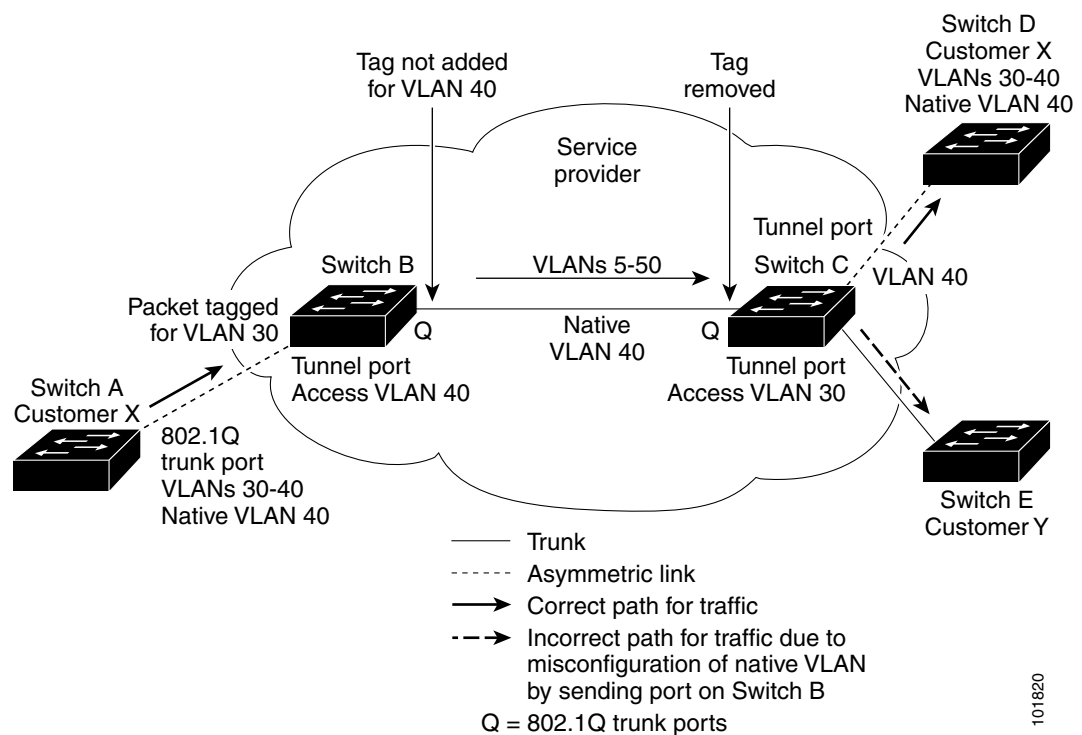 Tag not added
for VLAN 40
Tag
removed
Switch D
Customer X
VLANs 30-40
Native VLAN 40
Service
provider
Tunnel port
Switch B
VLANs 5-50
Switch C
VLAN 40
Packet tagged
for VLAN 30
Q
Native
VLAN 40
Q
Tunnel port
Access VLAN 40
Tunnel port
Access VLAN 30
Switch A
Customer X
802.1Q
trunk port
VLANs 30-40
Native VLAN 40
Switch E
Customer Y
Trunk
Asymmetric link
Correct path for traffic
Incorrect path for traffic due to
misconfiguration of native VLAN
by sending port on Switch B
Q = 802.1Q trunk ports
101820